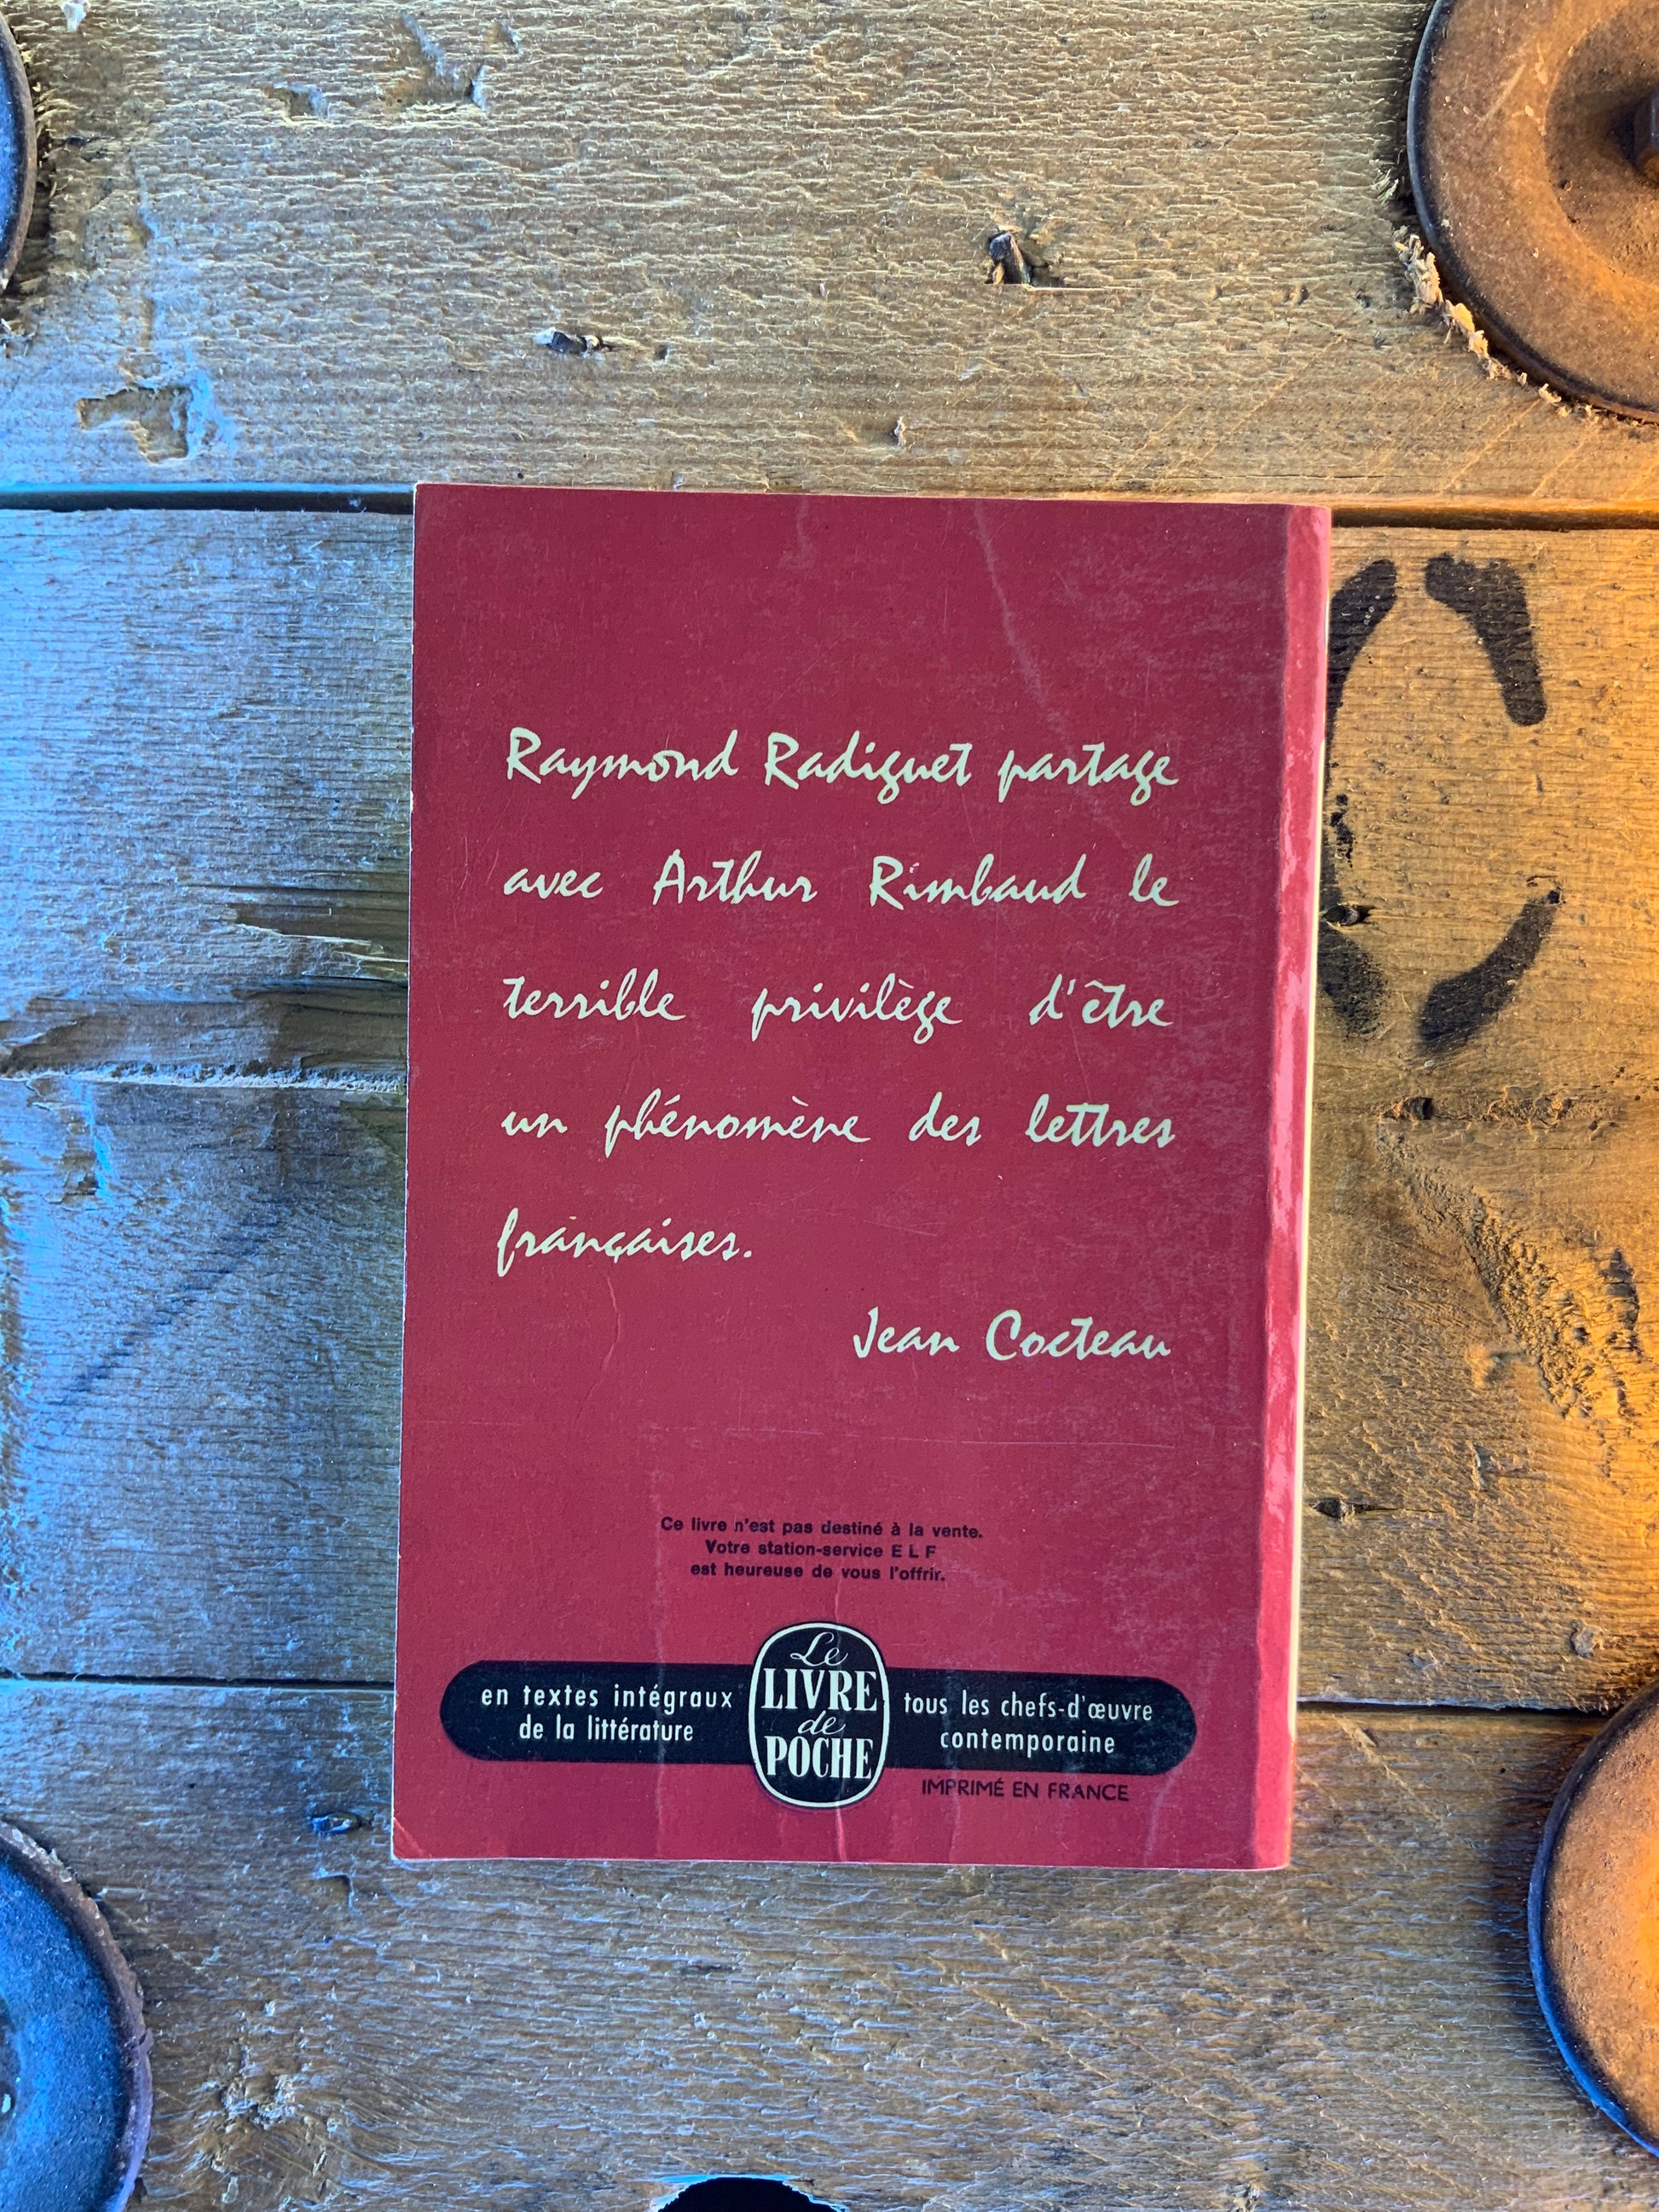 Raymond Radiguet partage
avec Arthur Rimbaud le
terrible privilège d'être
un phénomène des lettres
françaises.
Jean Cocteau
Ce livre n'est pas destiné à la vente.
Votre station-service E L F
est heureuse de vous l'offrir.
en textes intégraux
de la littérature
Le
LIVRE
de
POCHE
tous les chefs-d'œuvre
contemporaine
IMPRIMÉ EN FRANCE